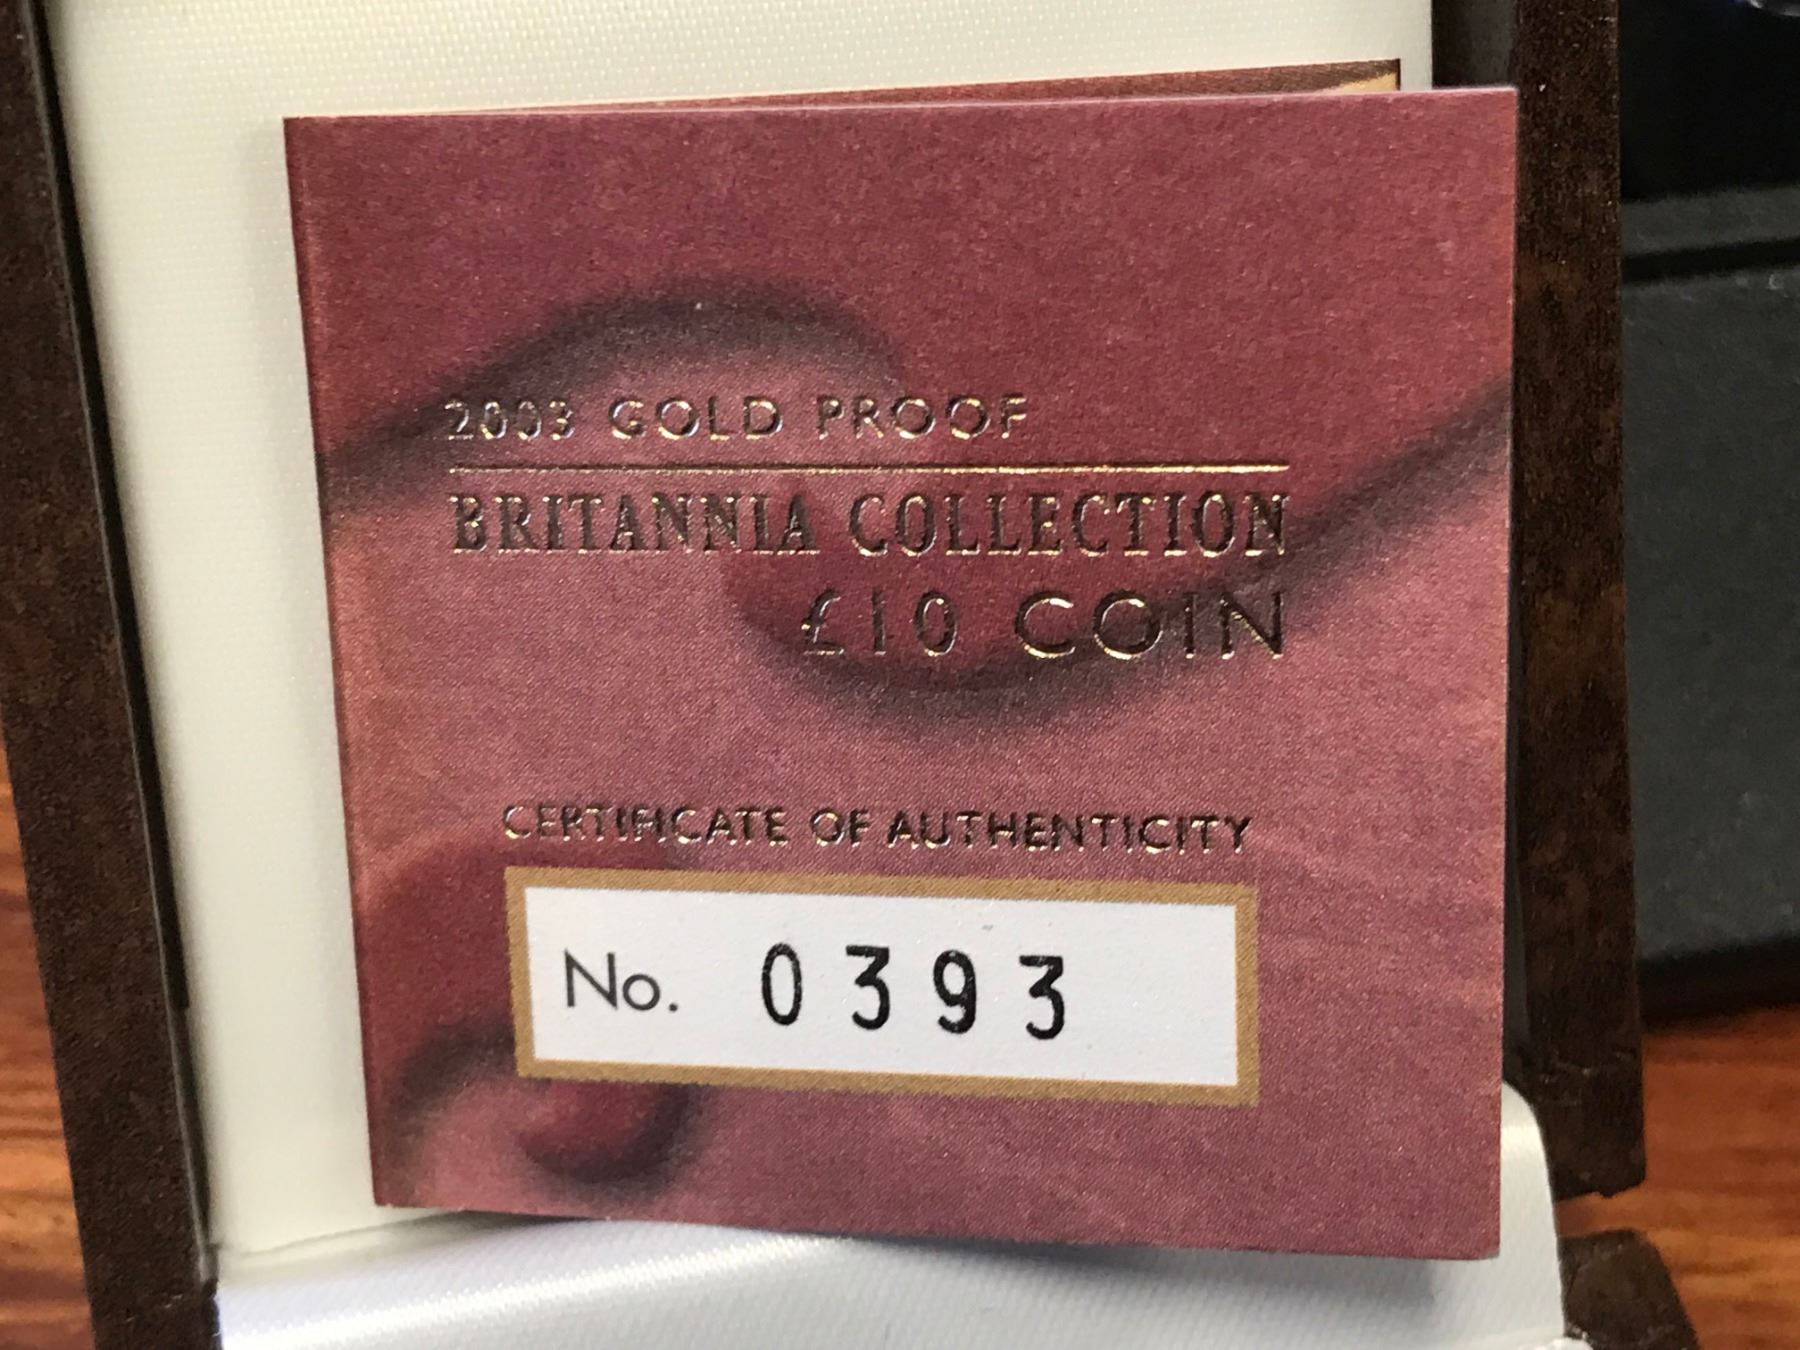 2003 GOLD PROOF
BRITANNIA COLLECTION
£10 COIN
CERTIFICATE OF AUTHENTICITY
No. 0393